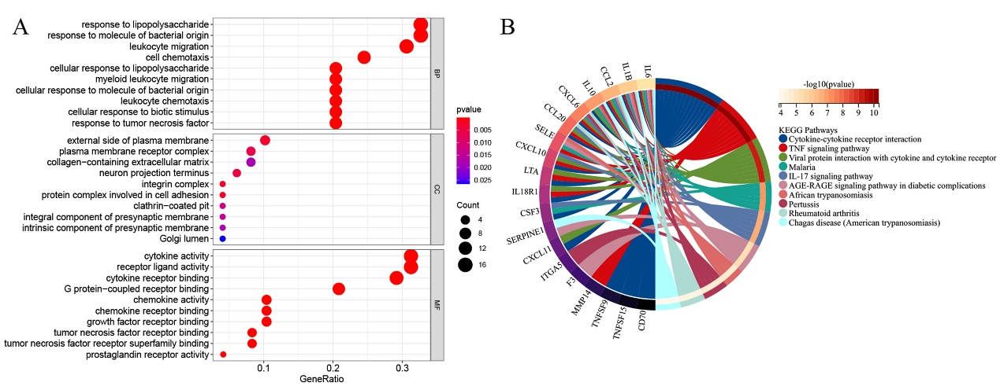 A
response to lipopolysaccharide
response to molecule of bacterial origin
leukocyte migration
cell chemotaxis
cellular response to lipopolysaccharide
myeloid leukocyte migration
cellular response to molecule of bacterial origin
leukocyte chemotaxis
cellular response to biotic stimulus
response to tumor necrosis factor
BP
external side of plasma membrane
plasma membrane receptor complex
collagen−containing extracellular matrix
neuron projection terminus
integrin complex
protein complex involved in cell adhesion
clathrin−coated pit
integral component of presynaptic membrane
intrinsic component of presynaptic membrane
Golgi lumen
CC
cytokine activity
receptor ligand activity
cytokine receptor binding
G protein−coupled receptor binding
chemokine activity
chemokine receptor binding
growth factor receptor binding
tumor necrosis factor receptor binding
tumor necrosis factor receptor superfamily binding
prostaglandin receptor activity
MF
0.1 0.2 0.3
GeneRatio
pvalue
0.005
0.010
0.015
0.020
0.025
Count
4
8
12
16
B
IL6
IL1B
CCL2
IL10
CXCL6
CCL20
SELE
CXCL10
LTA
IL18R1
CSF3
SERPINE1
CXCL11
ITGA5
F3
MMP14
TNFSF9
TNFSF15
CD70
-log10(pvalue)
4 5 6 7 8 9 10
KEGG Pathways
Cytokine-cytokine receptor interaction
TNF signaling pathway
Viral protein interaction with cytokine and cytokine receptor
Malaria
IL-17 signaling pathway
AGE-RAGE signaling pathway in diabetic complications
African trypanosomiasis
Pertussis
Rheumatoid arthritis
Chagas disease (American trypanosomiasis)